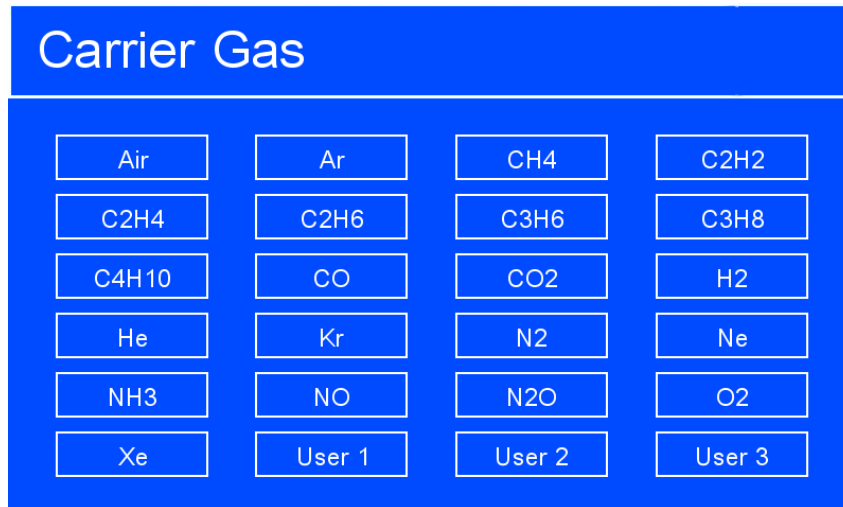 Carrier Gas
Air Ar CH4 C2H2
C2H4 C2H6 C3H6 C3H8
C4H10 CO CO2 H2
He Kr N2 Ne
NH3 NO N2O O2
Xe User 1 User 2 User 3